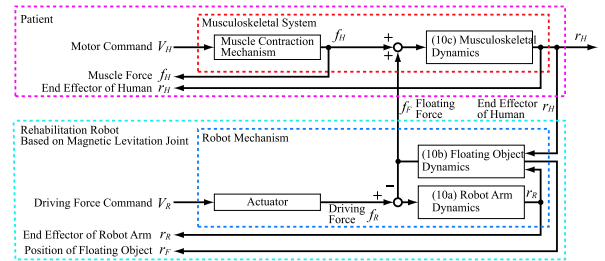 Patient
Musculoskeletal System
Motor Command V_H
Muscle Contraction
Mechanism
f_H
+
+
(10c) Musculoskeletal
Dynamics
r_H
r_H
Muscle Force f_H
End Effector of Human r_H
f_F Floating
Force
End Effector
of Human r_H
Rehabilitation Robot
Based on Magnetic Levitation Joint
Robot Mechanism
(10b) Floating Object
Dynamics
−
+
Driving Force Command V_R
Actuator
Driving
Force f_R
(10a) Robot Arm
Dynamics
r_R
End Effector of Robot Arm r_R
Position of Floating Object r_F